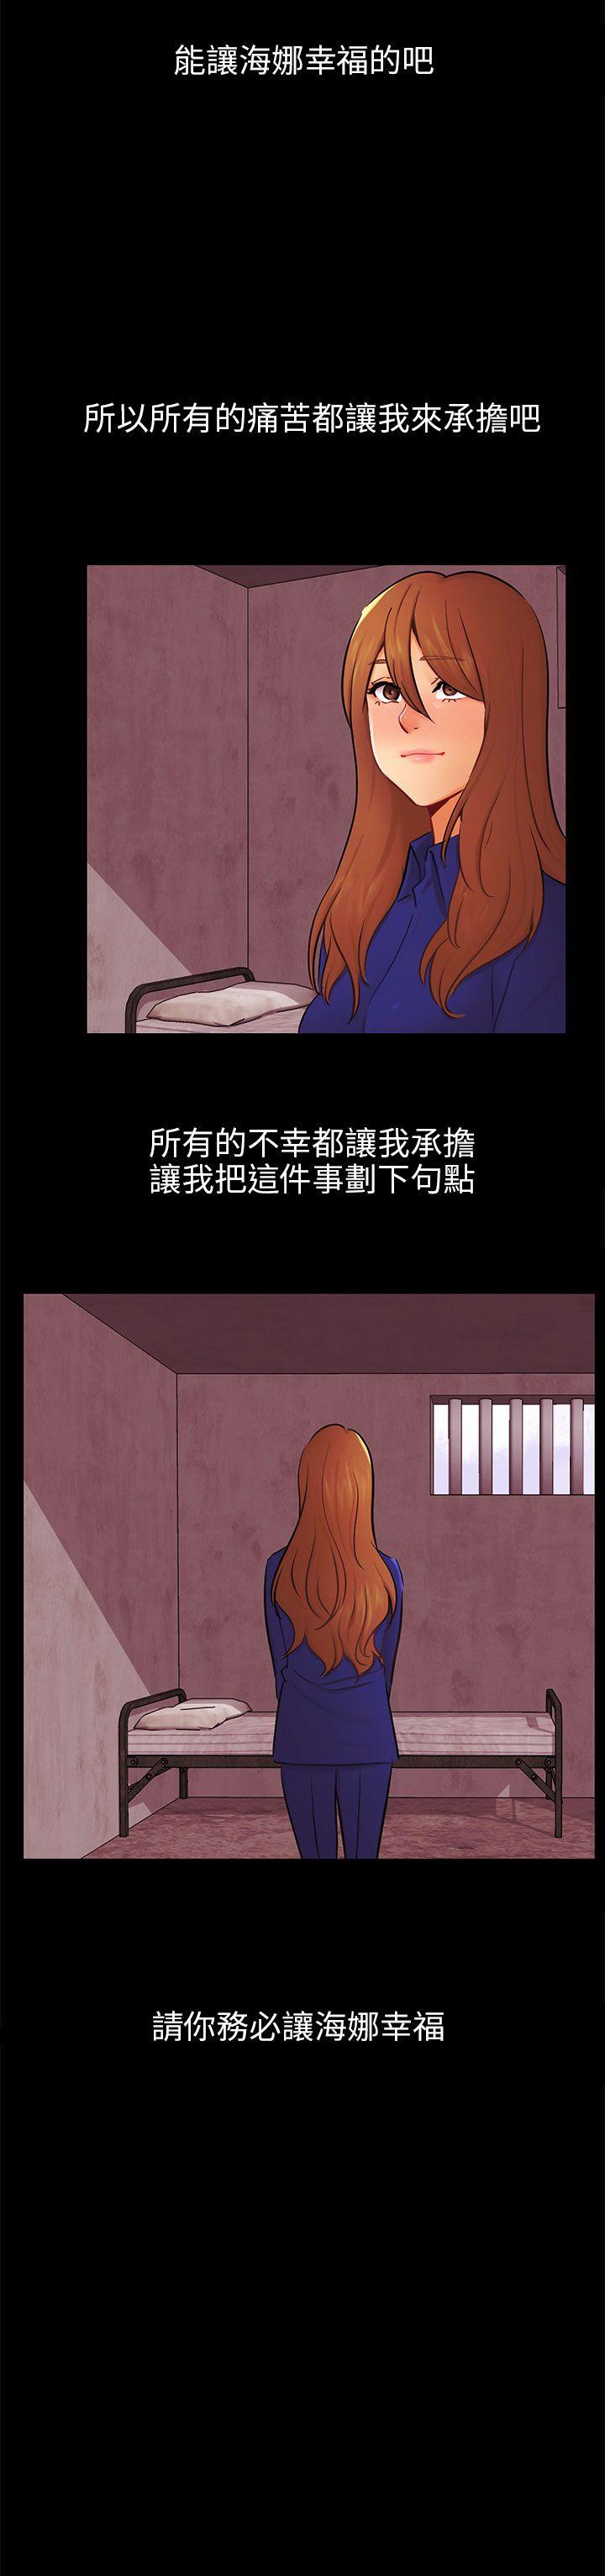 能讓海娜幸福的吧
所以所有的痛苦都讓我來承擔吧
所有的不幸都讓我承擔
讓我把這件事劃下句點
請你務必讓海娜幸福